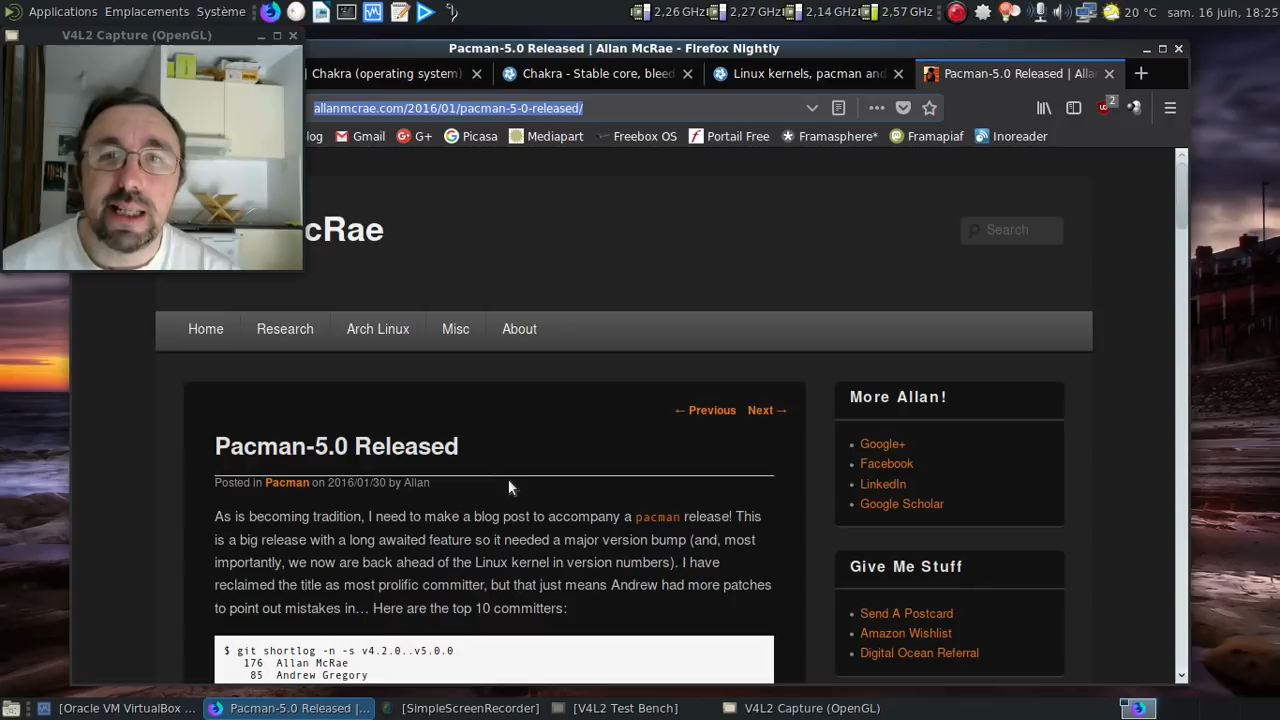 Applications Emplacements Système 2,26 GHz 2,27 GHz 2,14 GHz 2,57 GHz 20 °C sam. 16 juin, 18:25
V4L2 Capture (OpenGL)
Pacman-5.0 Released | Allan McRae - Firefox Nightly
Chakra (operating system) Chakra - Stable core, bleed Linux kernels, pacman and Pacman-5.0 Released | Alla
allanmcrae.com/2016/01/pacman-5-0-released/ 2
log Gmail G+ Picasa Mediapart Freebox OS Portail Free Framasphere* Framapiaf Inoreader
cRae
Search
Home Research Arch Linux Misc About
← Previous Next →
Pacman-5.0 Released
Posted in Pacman on 2016/01/30 by Allan
As is becoming tradition, I need to make a blog post to accompany a pacman release! This
is a big release with a long awaited feature so it needed a major version bump (and, most
importantly, we now are back ahead of the Linux kernel in version numbers). I have
reclaimed the title as most prolific committer, but that just means Andrew had more patches
to point out mistakes in… Here are the top 10 committers:
$ git shortlog -n -s v4.2.0..v5.0.0
176 Allan McRae
85 Andrew Gregory
More Allan!
Google+
Facebook
LinkedIn
Google Scholar
Give Me Stuff
Send A Postcard
Amazon Wishlist
Digital Ocean Referral
[Oracle VM VirtualBox ... Pacman-5.0 Released |... [SimpleScreenRecorder] [V4L2 Test Bench] V4L2 Capture (OpenGL)